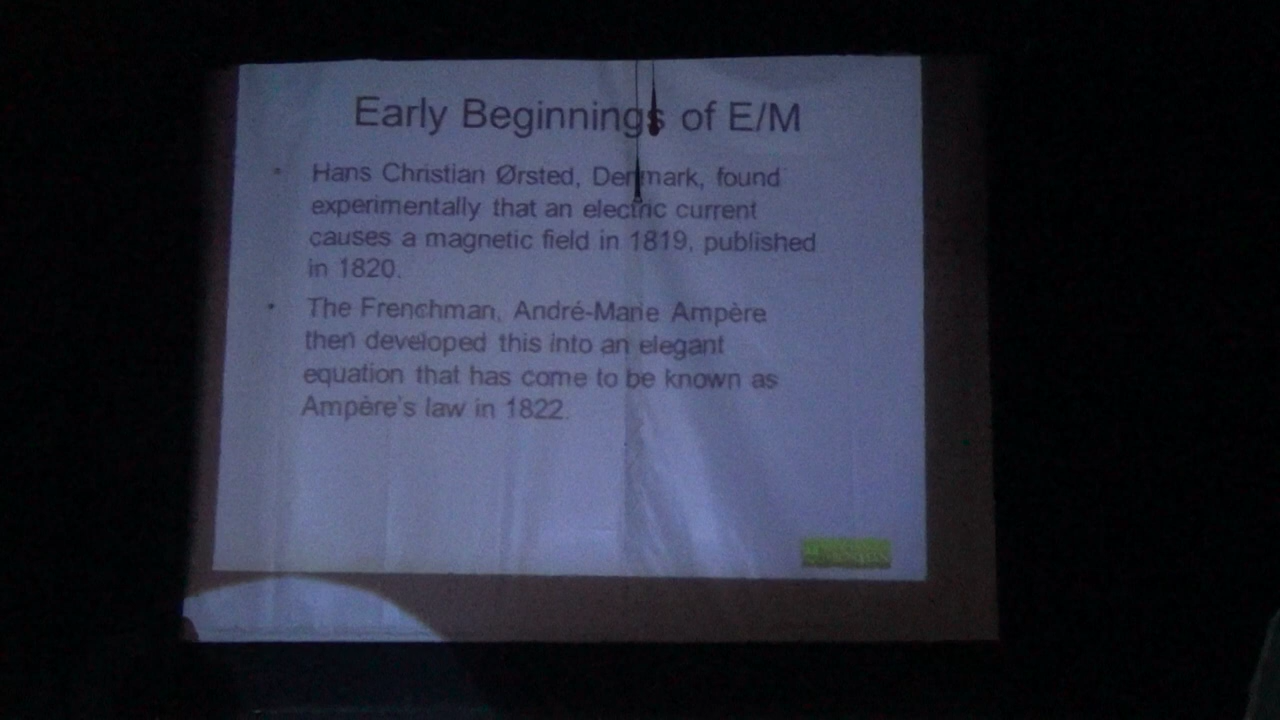 Early Beginnings of E/M
• Hans Christian Ørsted, Denmark, found
experimentally that an electric current
causes a magnetic field in 1819, published
in 1820.
• The Frenchman, André-Marie Ampère
then developed this into an elegant
equation that has come to be known as
Ampère's law in 1822.